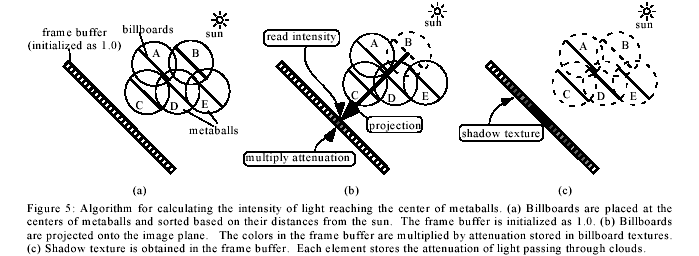 frame buffer
(initialized as 1.0)
billboards
sun
A
B
C
D
E
metaballs
(a)
read intensity
sun
A
B
C
D
E
projection
multiply attenuation
(b)
sun
A
B
C
D
E
shadow texture
(c)
Figure 5: Algorithm for calculating the intensity of light reaching the center of metaballs. (a) Billboards are placed at the
centers of metaballs and sorted based on their distances from the sun. The frame buffer is initialized as 1.0. (b) Billboards
are projected onto the image plane. The colors in the frame buffer are multiplied by attenuation stored in billboard textures.
(c) Shadow texture is obtained in the frame buffer. Each element stores the attenuation of light passing through clouds.